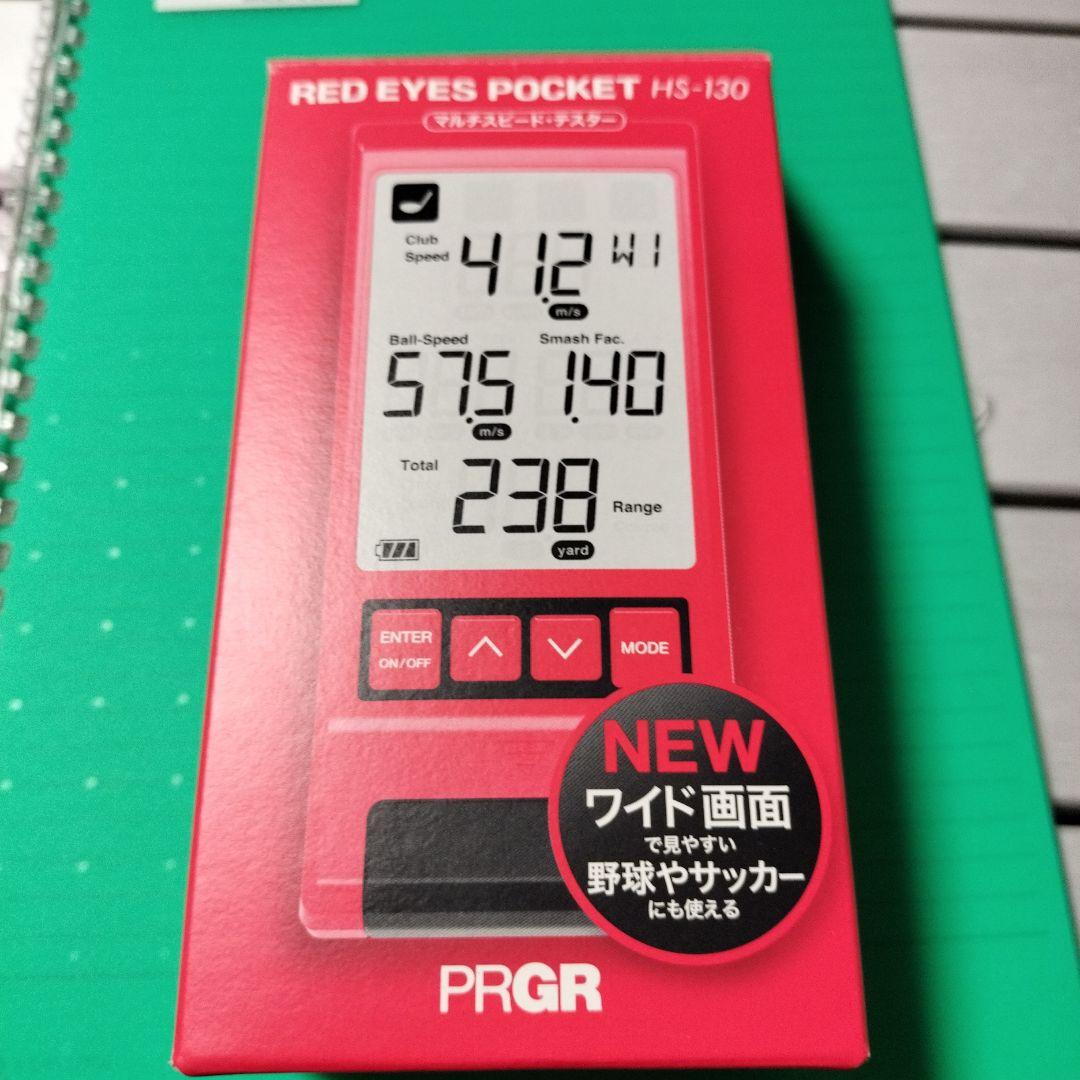 RED EYES POCKET HS-130
マルチスピード・テスター
Club Speed 41.2 W1
m/s
Ball-Speed Smash Fac.
57.5 1.40
m/s
Total 238 Range
yard
ENTER ON/OFF MODE
NEW
ワイド画面
で見やすい
野球やサッカー
にも使える
PRGR